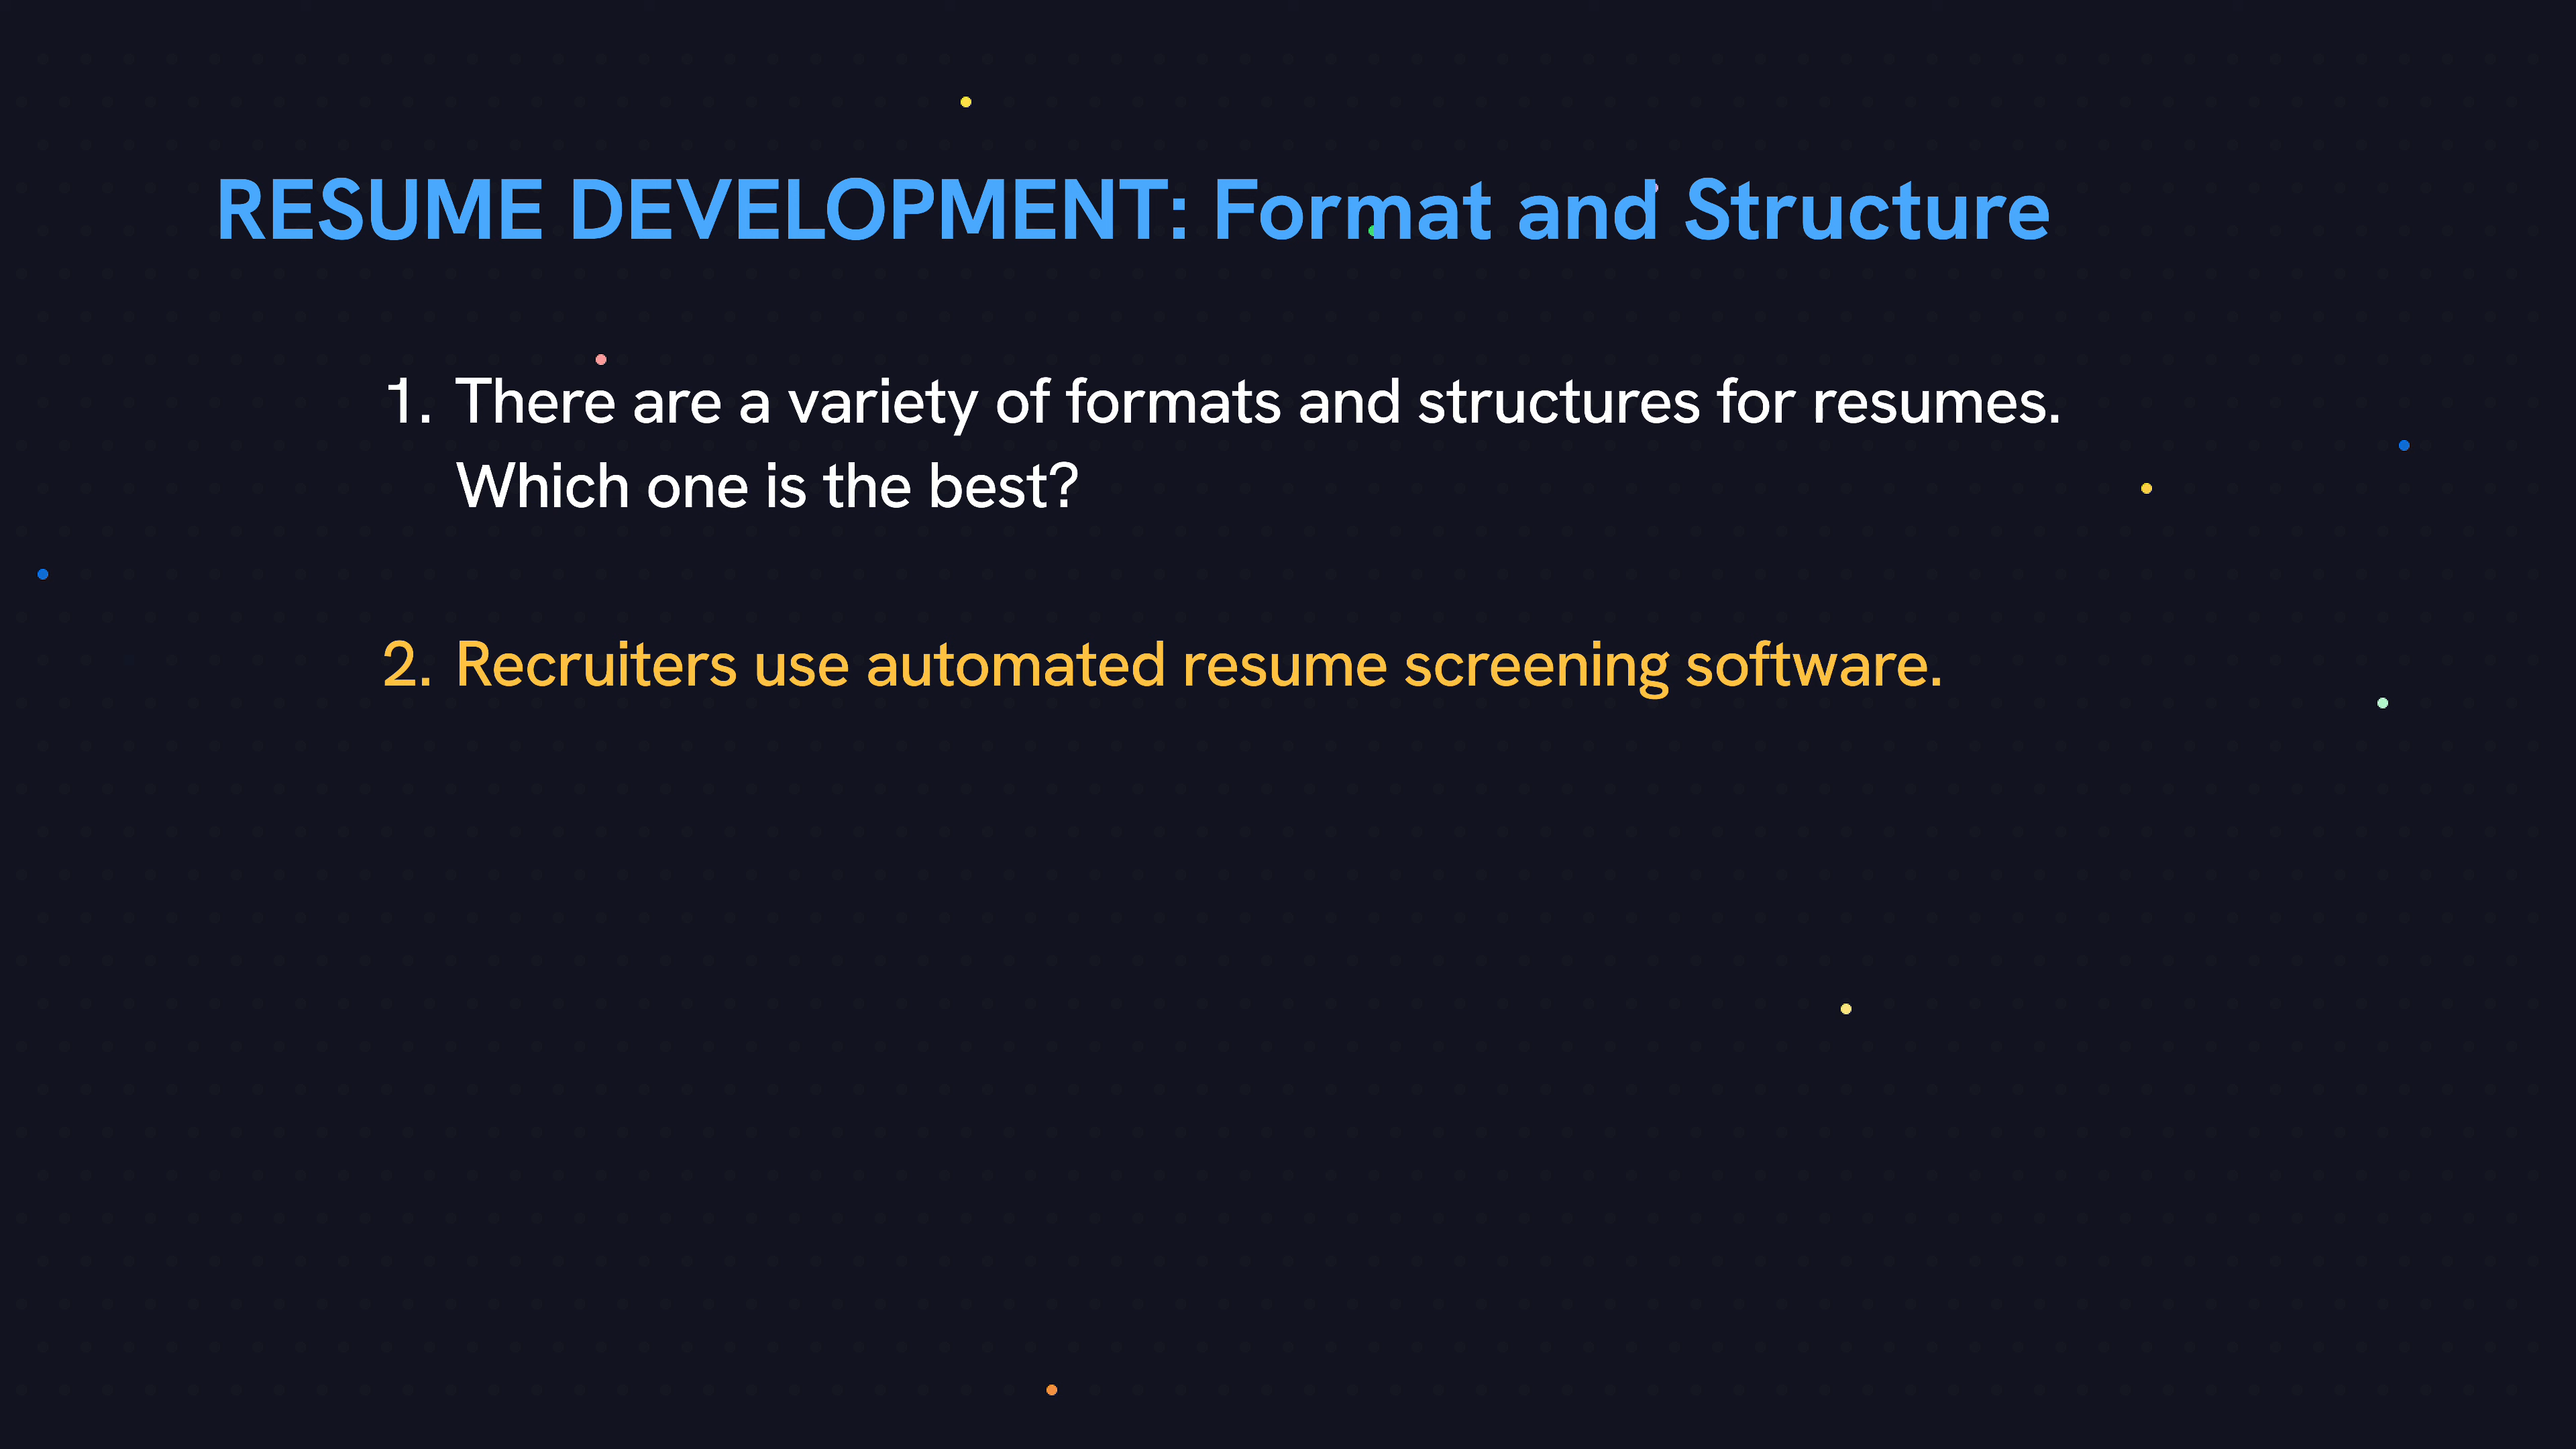 RESUME DEVELOPMENT: Format and Structure
1. There are a variety of formats and structures for resumes.
Which one is the best?
2. Recruiters use automated resume screening software.